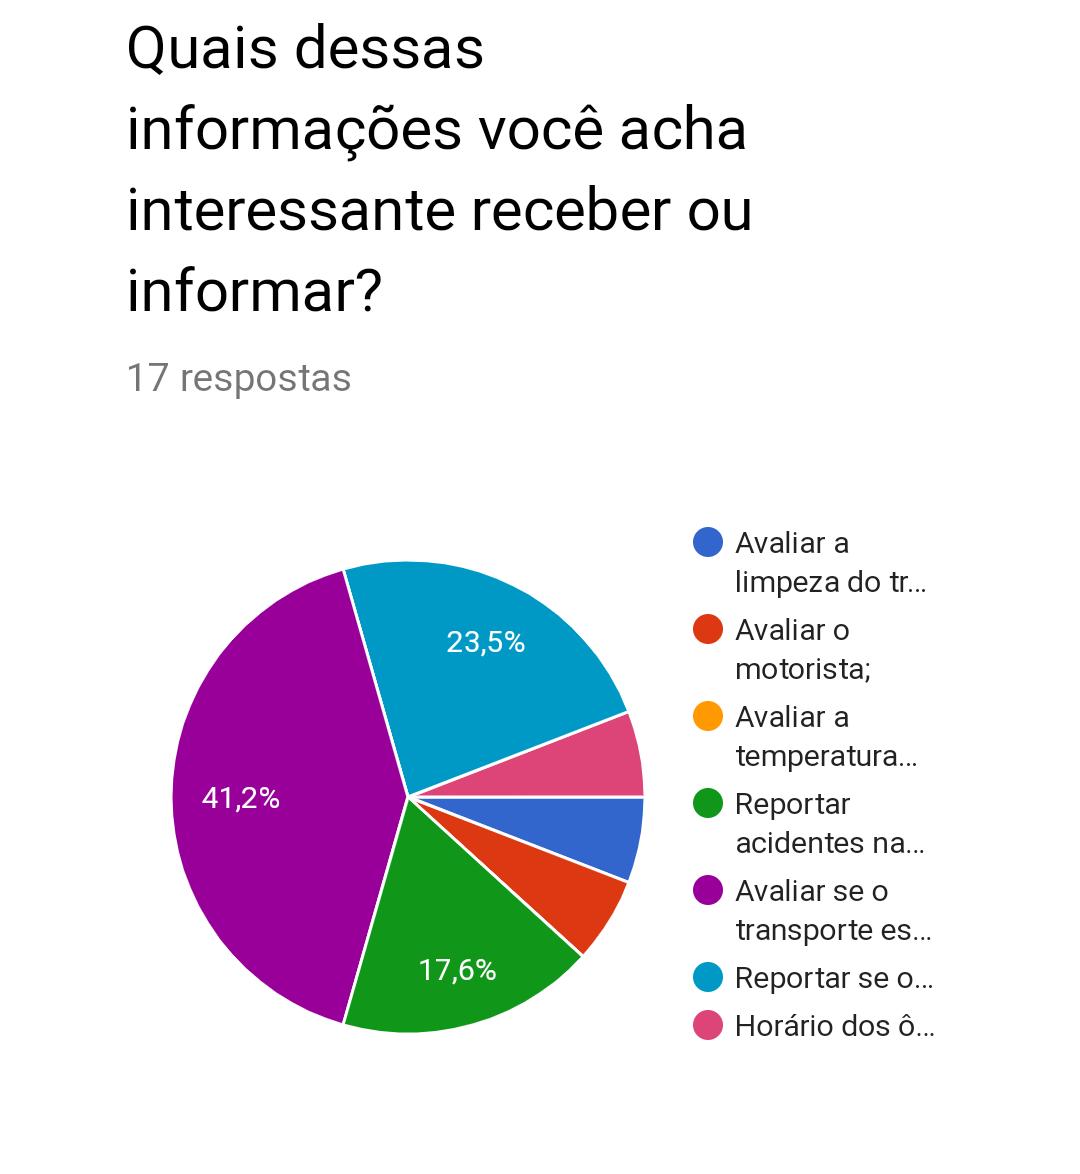 Quais dessas
informações você acha
interessante receber ou
informar?
17 respostas
23,5%
41,2%
17,6%
Avaliar a
limpeza do tr...
Avaliar o
motorista;
Avaliar a
temperatura...
Reportar
acidentes na...
Avaliar se o
transporte es...
Reportar se o...
Horário dos ô...